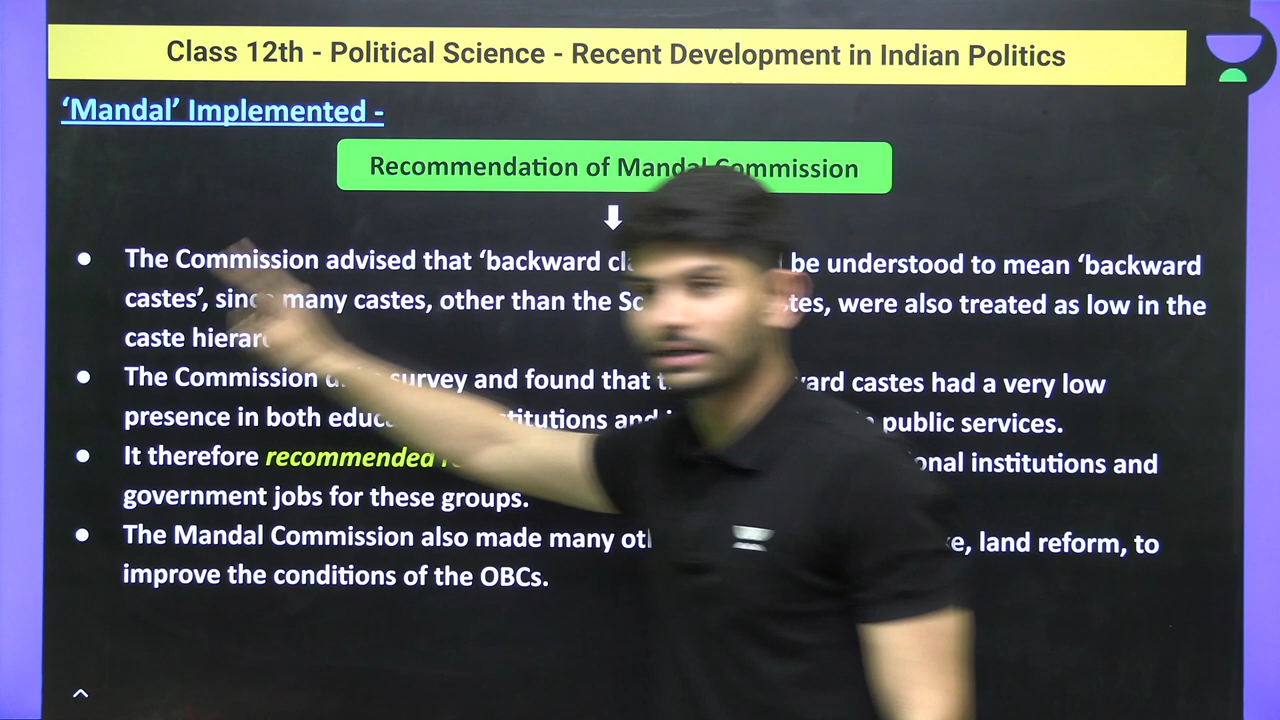 Class 12th - Political Science - Recent Development in Indian Politics
‘Mandal’ Implemented -
Recommendation of Mandal Commission
● The Commission advised that ‘backward be understood to mean ‘backward
castes’, since many castes, other than the were also treated as low in the
caste
● The Commission survey and found that castes had a very low
presence in both and public services.
● It therefore recommended institutions and
government jobs for these groups.
● The Mandal Commission also made many land reform, to
improve the conditions of the OBCs.